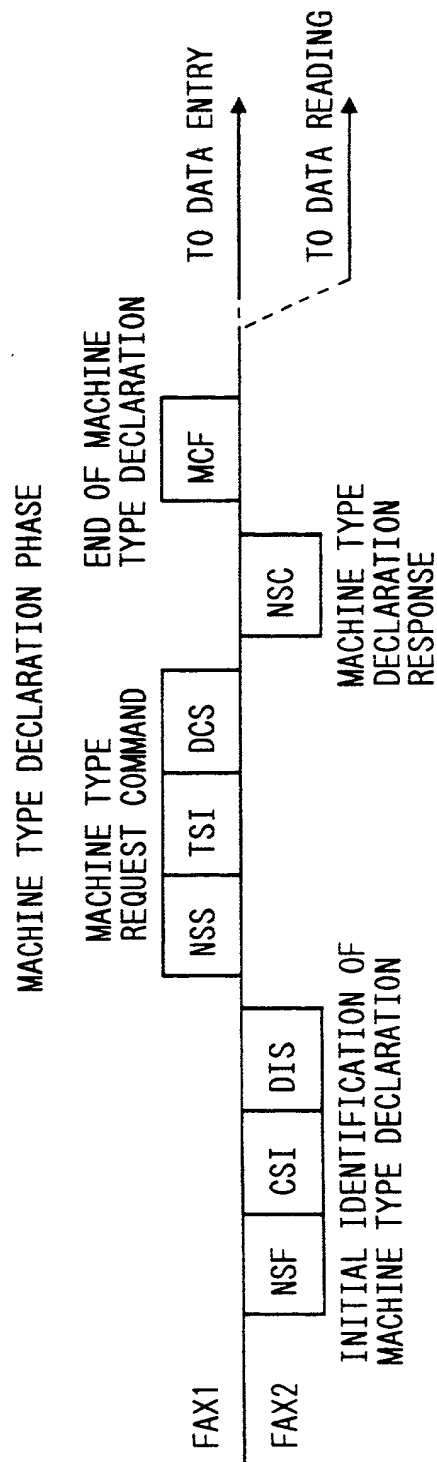 MACHINE TYPE DECLARATION PHASE
MACHINE TYPE
REQUEST COMMAND
END OF MACHINE
TYPE DECLARATION
FAX1
NSS
TSI
DCS
MCF
TO DATA ENTRY
FAX2
NSF
CSI
DIS
NSC
TO DATA READING
INITIAL IDENTIFICATION OF
MACHINE TYPE DECLARATION
MACHINE TYPE
DECLARATION
RESPONSE